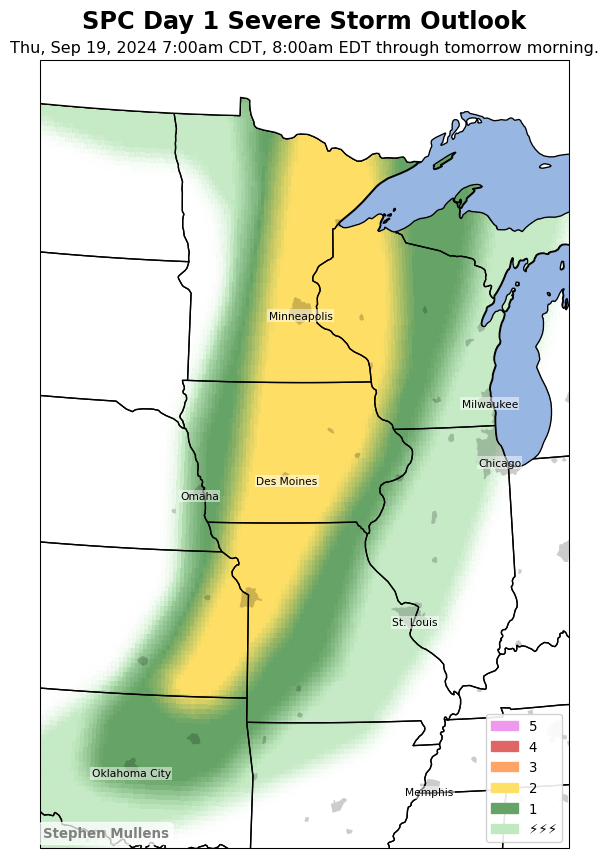 SPC Day 1 Severe Storm Outlook
Thu, Sep 19, 2024 7:00am CDT, 8:00am EDT through tomorrow morning.
Minneapolis
Milwaukee
Chicago
Des Moines
Omaha
St. Louis
Oklahoma City
Memphis
5
4
3
2
1
⚡⚡⚡
Stephen Mullens